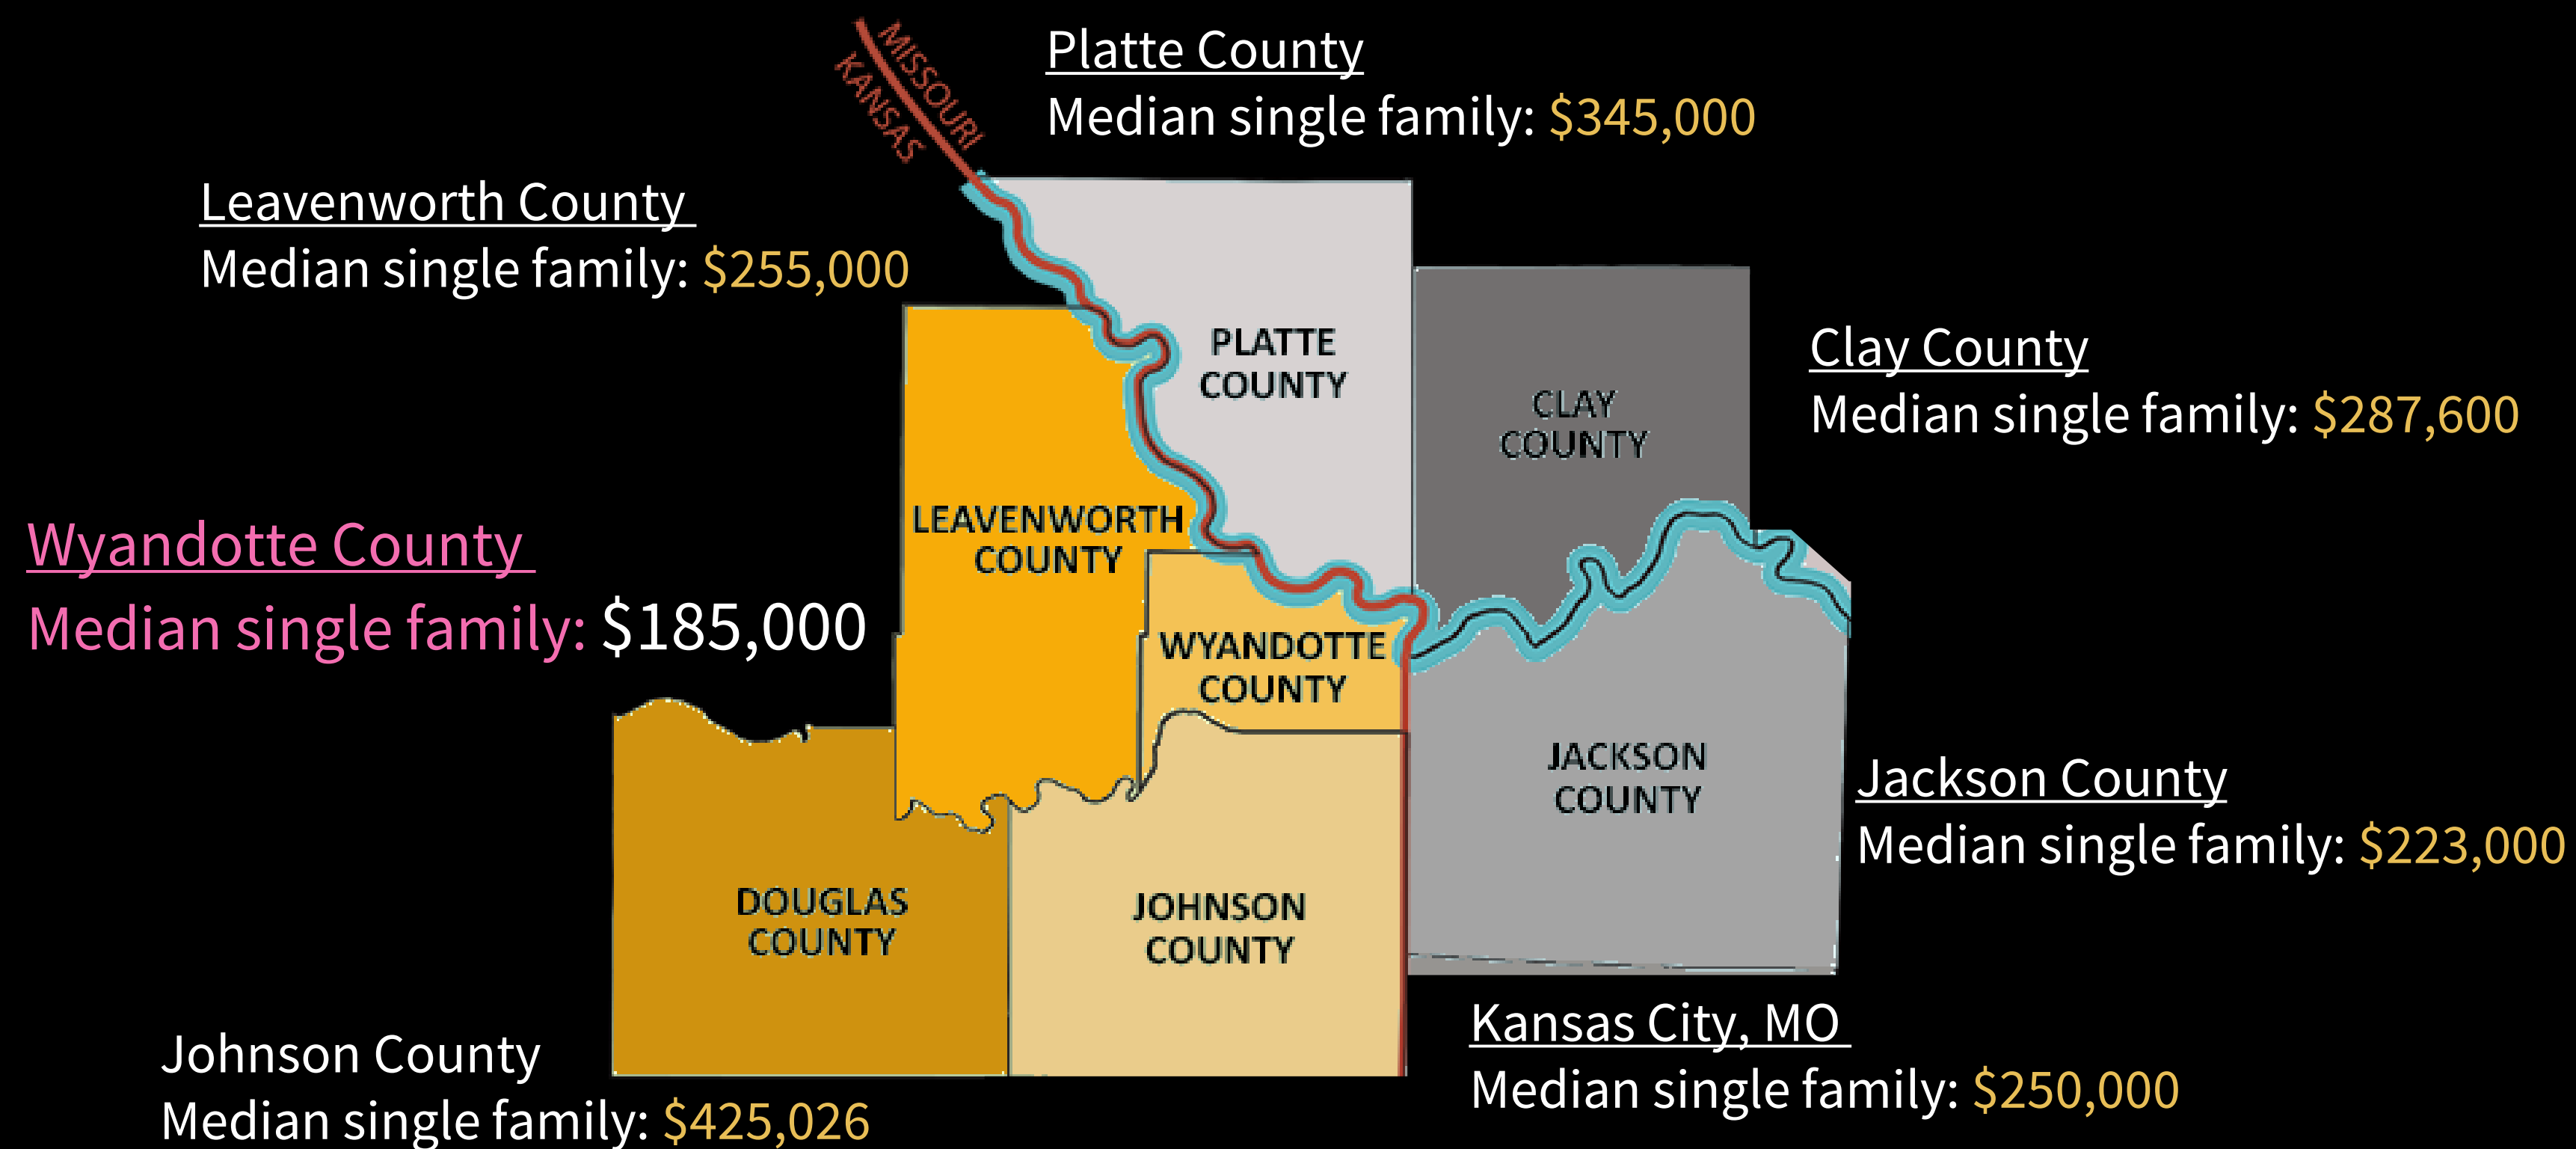 MISSOURI
KANSAS
Platte County
Median single family: $345,000
Leavenworth County
Median single family: $255,000
PLATTE
COUNTY
CLAY
COUNTY
Clay County
Median single family: $287,600
LEAVENWORTH
COUNTY
Wyandotte County
Median single family: $185,000
WYANDOTTE
COUNTY
JACKSON
COUNTY
Jackson County
Median single family: $223,000
DOUGLAS
COUNTY
JOHNSON
COUNTY
Kansas City, MO
Median single family: $250,000
Johnson County
Median single family: $425,026